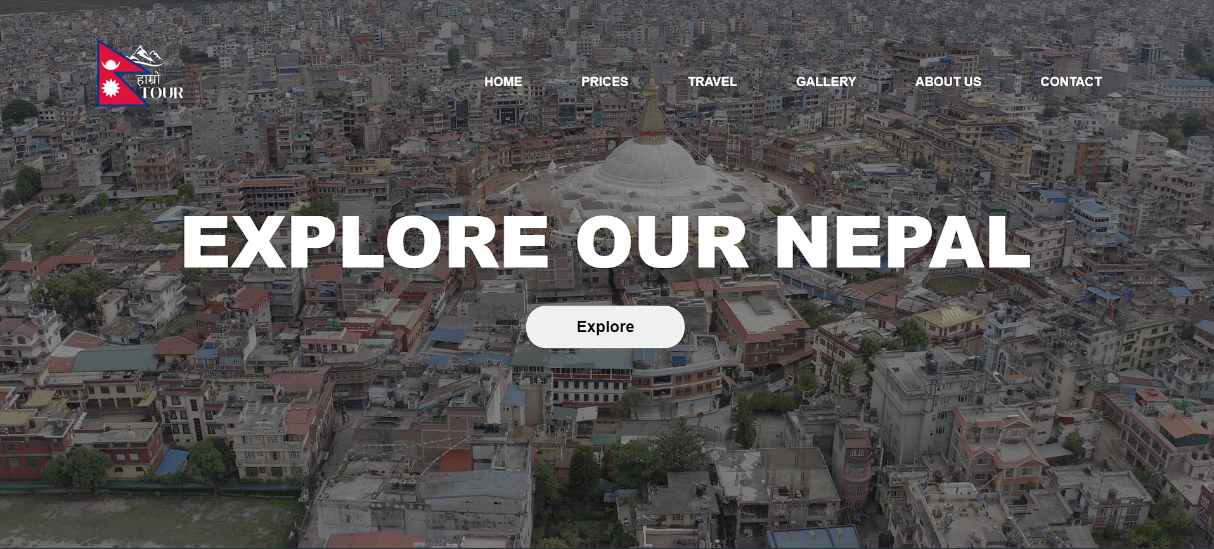 हाम्रो
TOUR
HOME PRICES TRAVEL GALLERY ABOUT US CONTACT
EXPLORE OUR NEPAL
Explore